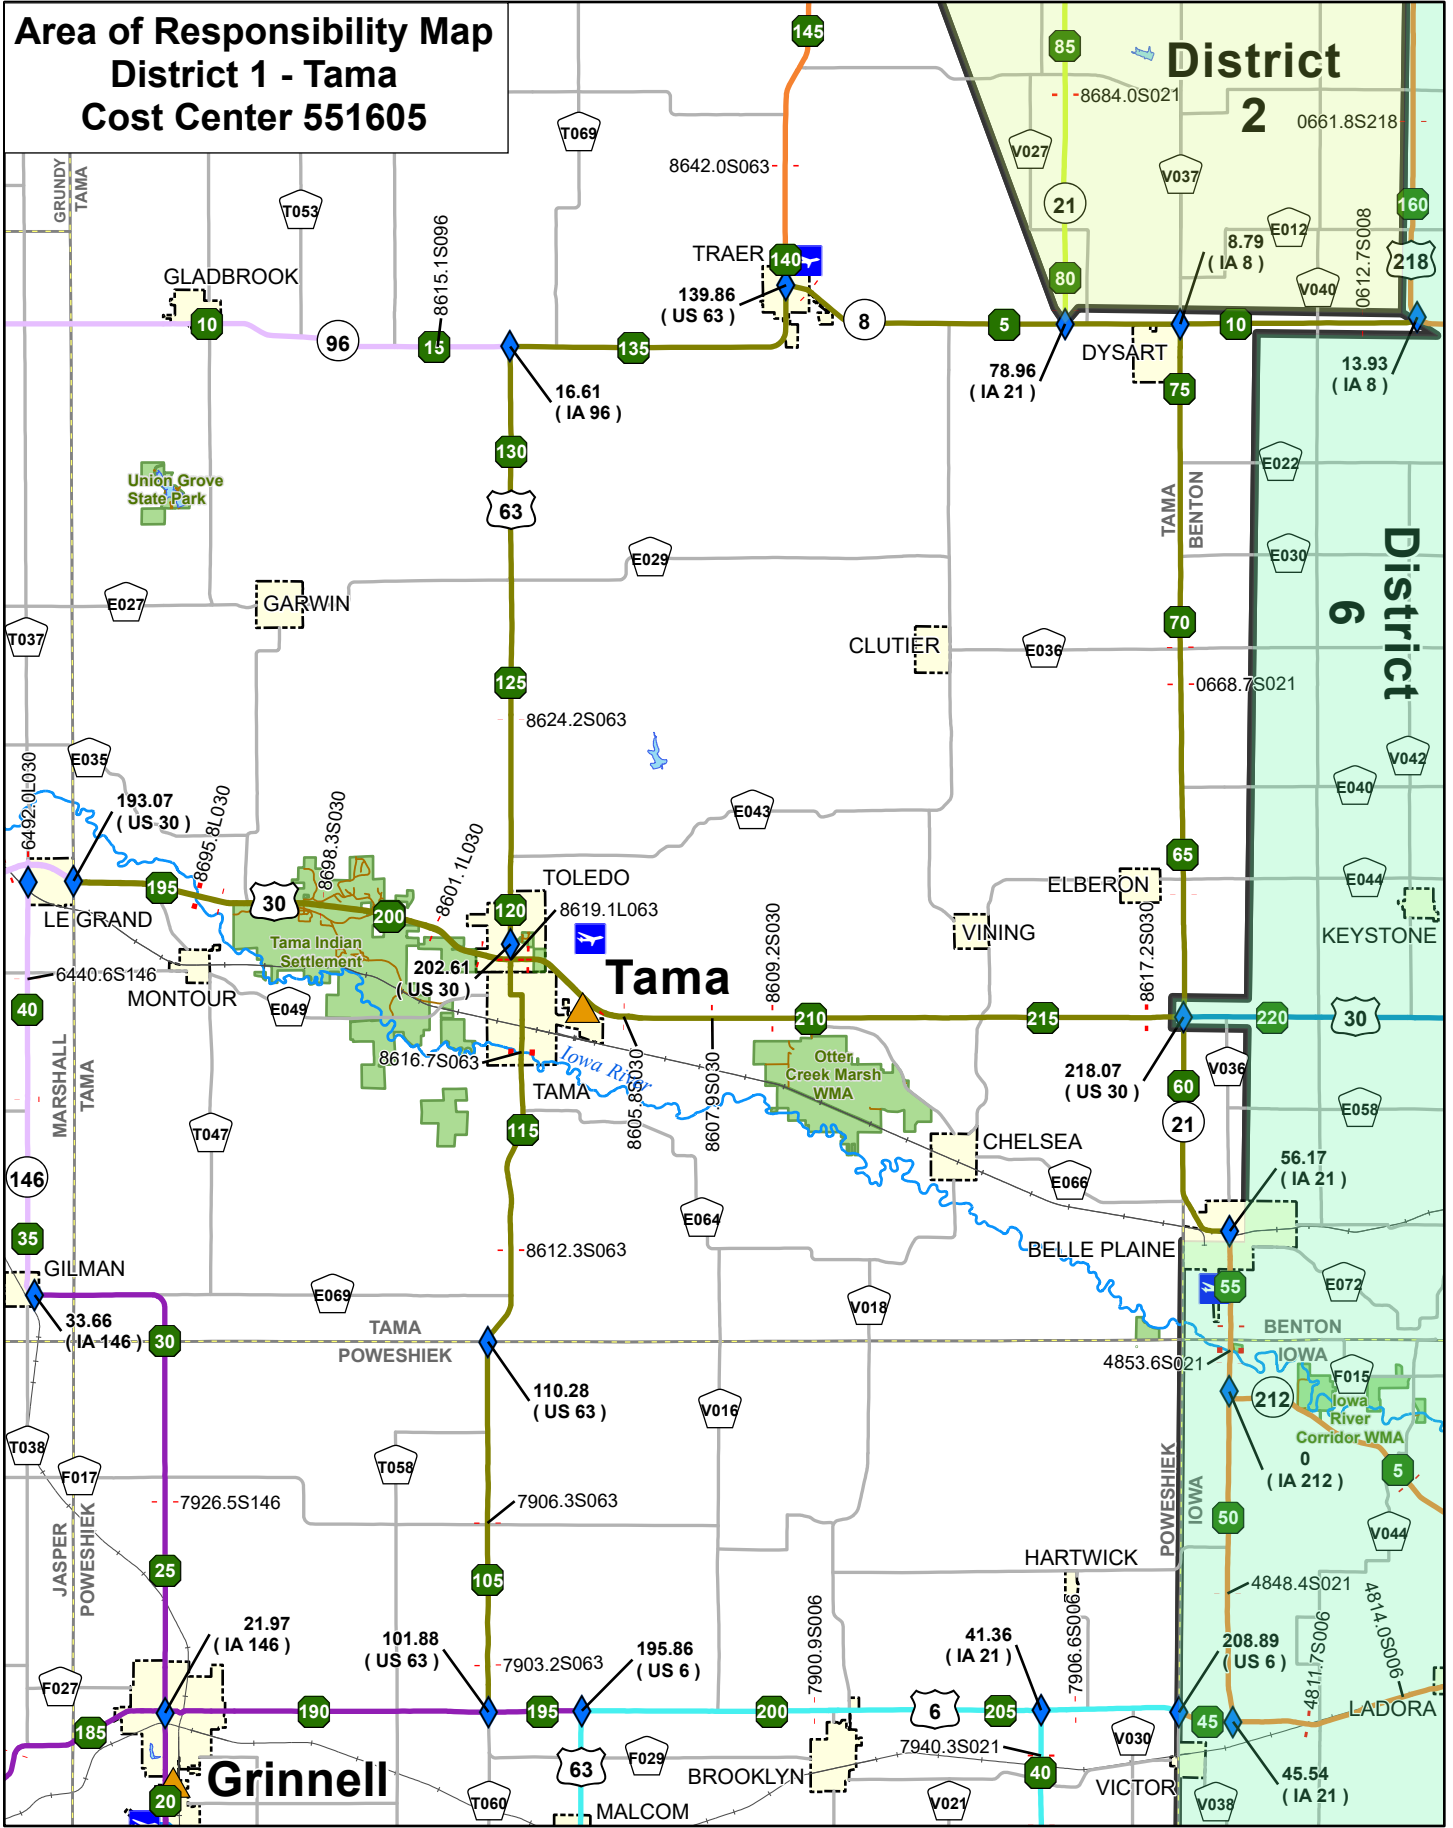 Area of Responsibility Map
District 1 - Tama
Cost Center 551605
145
85
District
2
8684.0S021
0661.8S218
T069
V027
V037
8642.0S063
GRUNDY
TAMA
T053
21
160
E012
8615.1S096
TRAER
140
8.79
( IA 8 )
218
0612.7S008
GLADBROOK
80
V040
139.86
( US 63 )
10
96
15
135
8
5
10
DYSART
78.96
( IA 21 )
13.93
( IA 8 )
16.61
( IA 96 )
75
130
E022
Union Grove
State Park
63
TAMA
BENTON
District
6
E029
E030
E027
GARWIN
T037
70
CLUTIER
E036
125
0668.7S021
8624.2S063
E035
V042
E040
6492.0L030
193.07
( US 30 )
8695.8L030
8698.3S030
8601.1L030
E043
65
195
30
200
TOLEDO
120
8619.1L063
ELBERON
E044
LE GRAND
Tama Indian
Settlement
VINING
KEYSTONE
6440.6S146
MONTOUR
202.61
( US 30 )
Tama
8609.2S030
8617.2S030
40
E049
210
215
220
30
8616.7S063
Iowa River
Otter
Creek Marsh
WMA
218.07
( US 30 )
V036
MARSHALL
TAMA
TAMA
8605.8S030
8607.9S030
60
21
E058
T047
115
CHELSEA
146
56.17
( IA 21 )
E066
35
E064
8612.3S063
BELLE PLAINE
GILMAN
55
E072
E069
V018
33.66
( IA 146 )
30
TAMA
POWESHIEK
BENTON
IOWA
4853.6S021
F015
110.28
( US 63 )
V016
212
Iowa
River
Corridor WMA
0
( IA 212 )
T038
F017
T058
5
7926.5S146
7906.3S063
POWESHIEK
IOWA
50
V044
JASPER
POWESHIEK
25
105
HARTWICK
4848.4S021
21.97
( IA 146 )
101.88
( US 63 )
7903.2S063
195.86
( US 6 )
7900.9S006
41.36
( IA 21 )
7906.6S006
208.89
( US 6 )
4811.7S006
4814.0S006
F027
185
190
195
200
6
205
45
LADORA
F029
7940.3S021
V030
Grinnell
63
BROOKLYN
40
VICTOR
45.54
( IA 21 )
20
T060
MALCOM
V021
V038